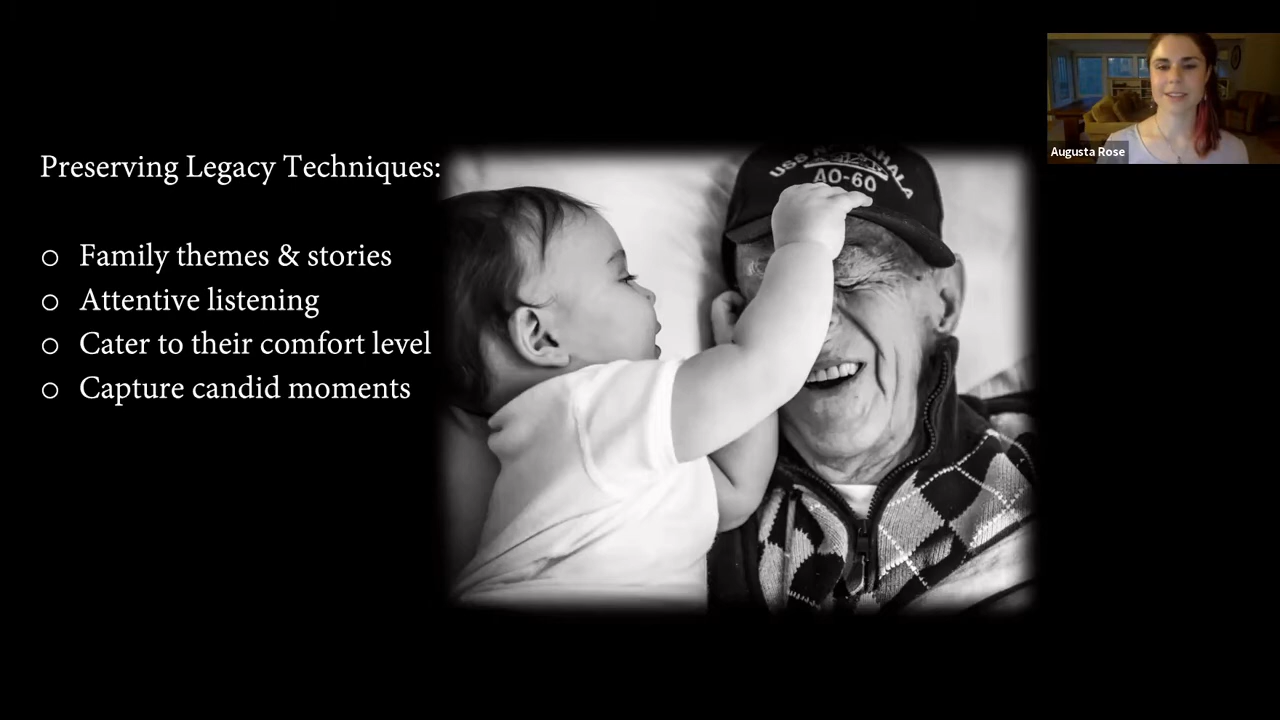 Preserving Legacy Techniques:
Family themes & stories
Attentive listening
Cater to their comfort level
Capture candid moments
USS
AO-60
Augusta Rose